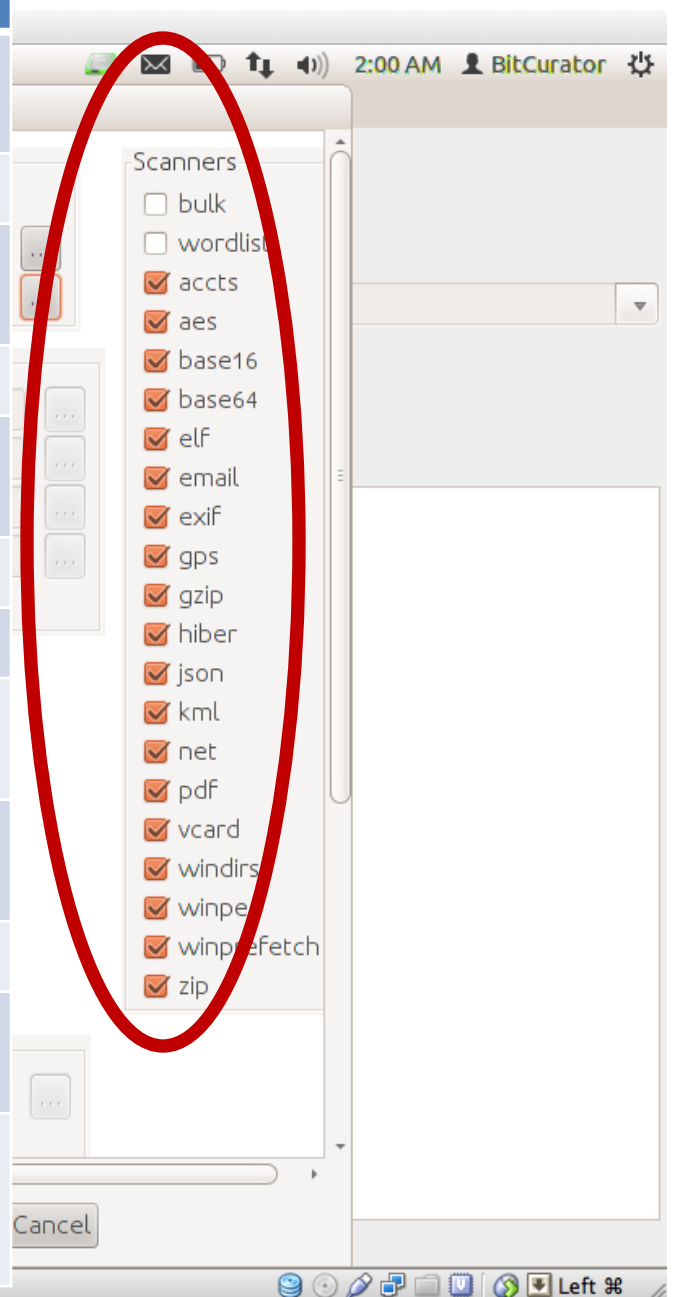 2:00 AM BitCurator
Scanners
bulk
wordlist
accts
aes
base16
base64
elf
email
exif
gps
gzip
hiber
json
kml
net
pdf
vcard
windirs
winpe
winprefetch
zip
Cancel
Left ⌘